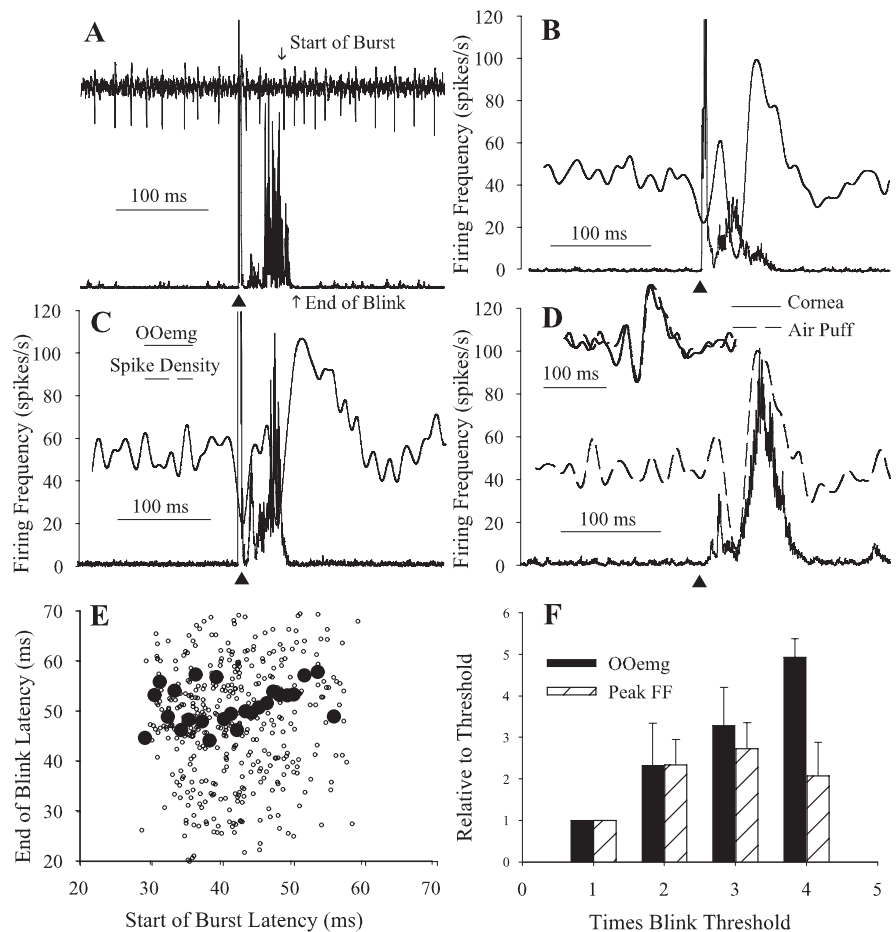 A
Start of Burst
↓
100 ms
↑ End of Blink
B
Firing Frequency (spikes/s)
120
100
80
60
40
20
0
100 ms
C
Firing Frequency (spikes/s)
120
100
80
60
40
20
0
OOemg
Spike Density
100 ms
D
Firing Frequency (spikes/s)
120
100
80
60
40
20
0
Cornea
Air Puff
100 ms
100 ms
E
End of Blink Latency (ms)
70
60
50
40
30
20
20 30 40 50 60 70
Start of Burst Latency (ms)
F
Relative to Threshold
6
5
4
3
2
1
0
OOemg
Peak FF
0 1 2 3 4 5
Times Blink Threshold